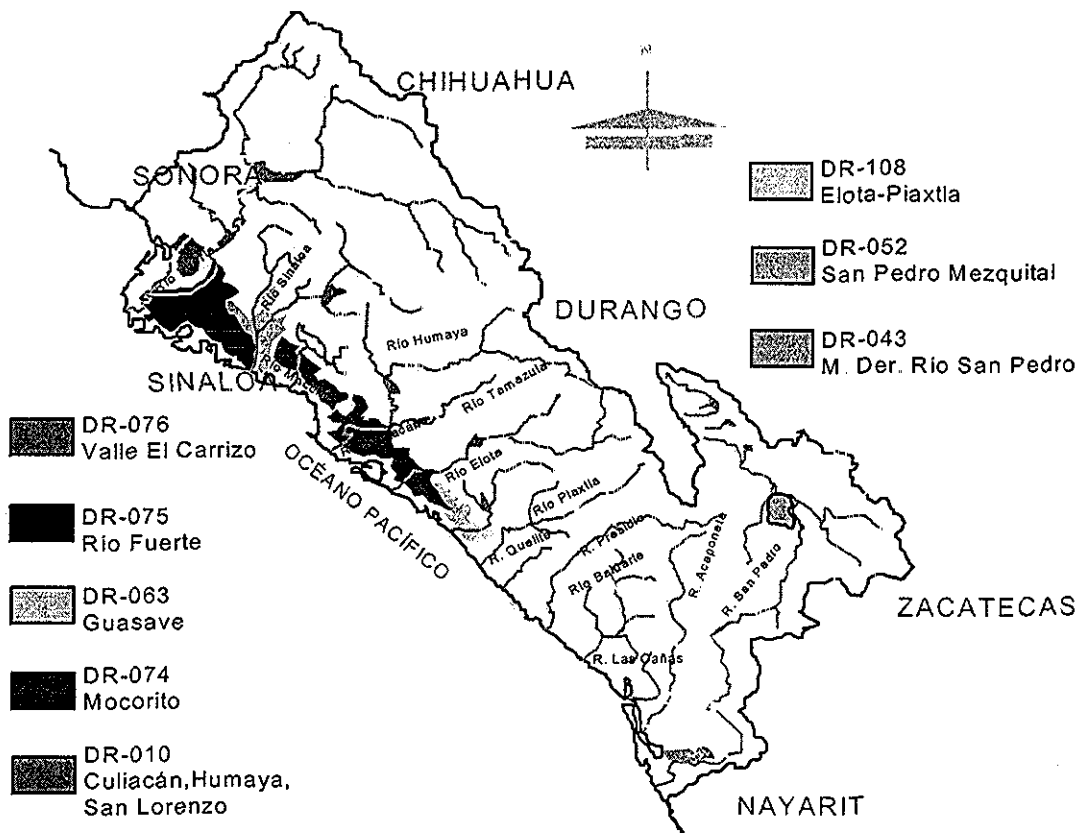 N
CHIHUAHUA
SONORA
DR-108
Elota-Piaxtla
DR-052
San Pedro Mezquital
DR-043
M. Der. Río San Pedro
Río Sinaloa
DURANGO
Río Humaya
SINALOA
Río Tamazula
DR-076
Valle El Carrizo
OCÉANO PACÍFICO
Río Elota
Río Piaxtla
R. Quelite
R. Presidio
Río Baluarte
R. Acaponeta
R. San Pedro
DR-075
Río Fuerte
ZACATECAS
DR-063
Guasave
R. Las Cañas
DR-074
Mocorito
DR-010
Culiacán,Humaya,
San Lorenzo
NAYARIT